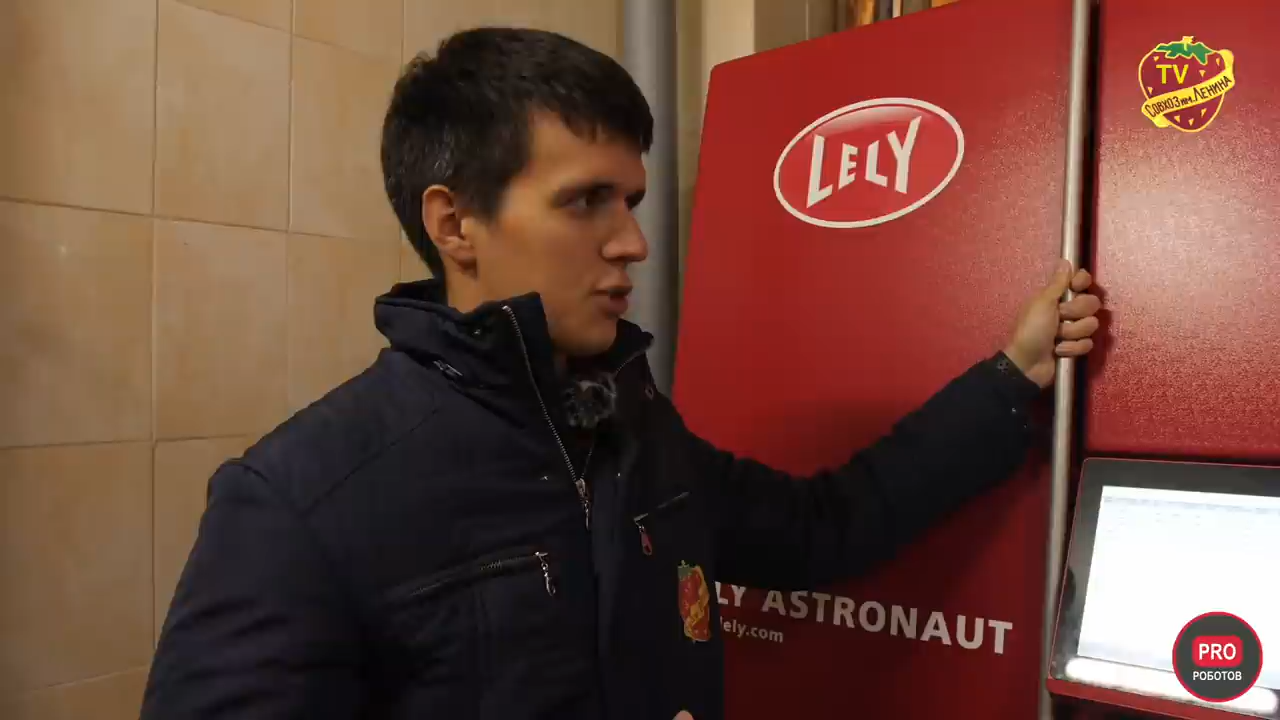 TV
СОВХОЗ им. ЛЕНИНА
LELY
LY ASTRONAUT
lely.com
PRO
РОБОТОВ